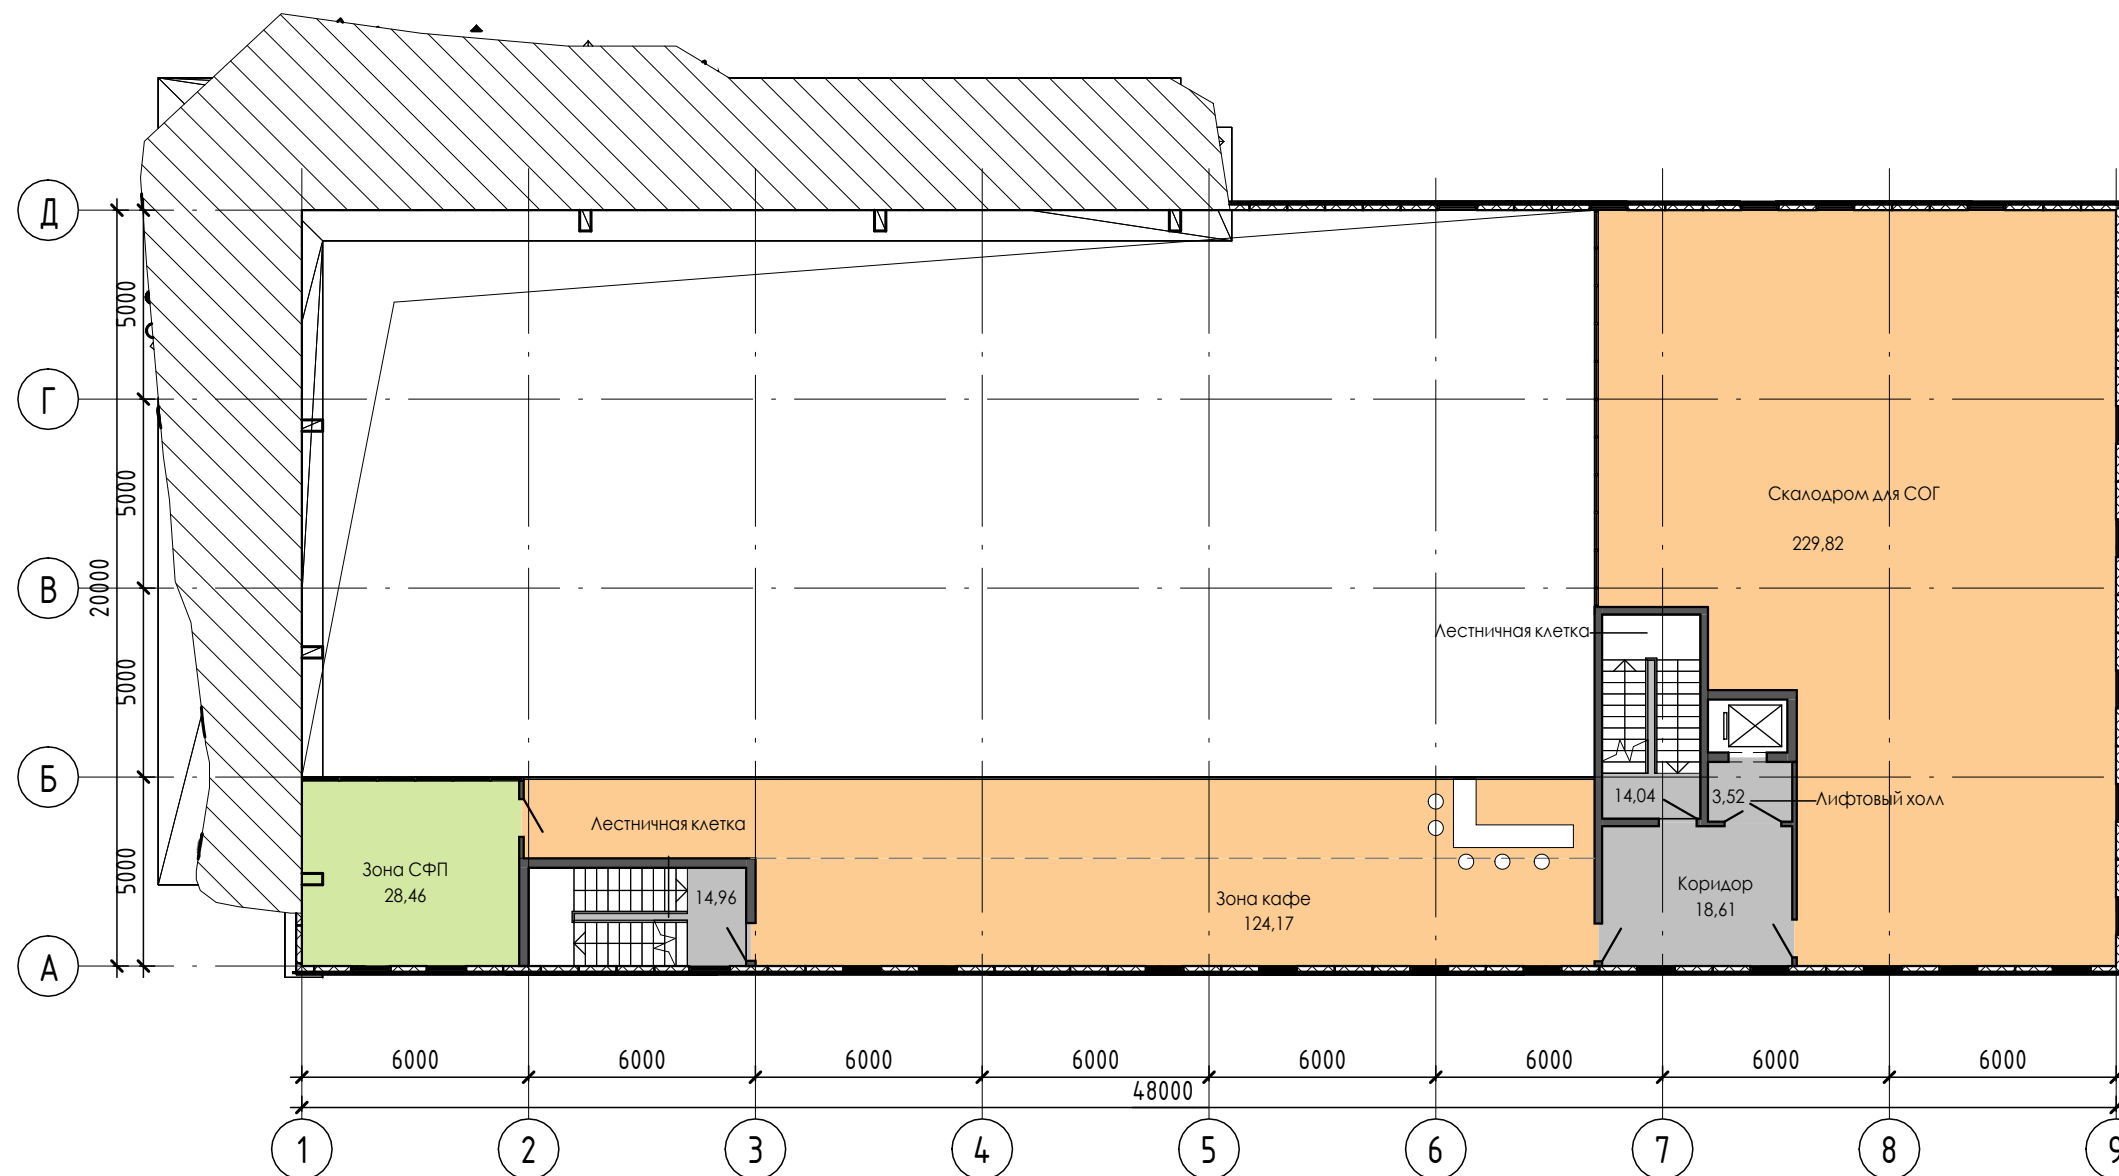 Д
5000
Г
5000
Скалодром для СОГ
229,82
В
20000
Лестничная клетка
5000
Б
14,04
3,52
Лифтовый холл
Лестничная клетка
5000
Зона СФП
28,46
14,96
Зона кафе
124,17
Коридор
18,61
А
6000
6000
6000
6000
6000
6000
6000
6000
48000
1
2
3
4
5
6
7
8
9